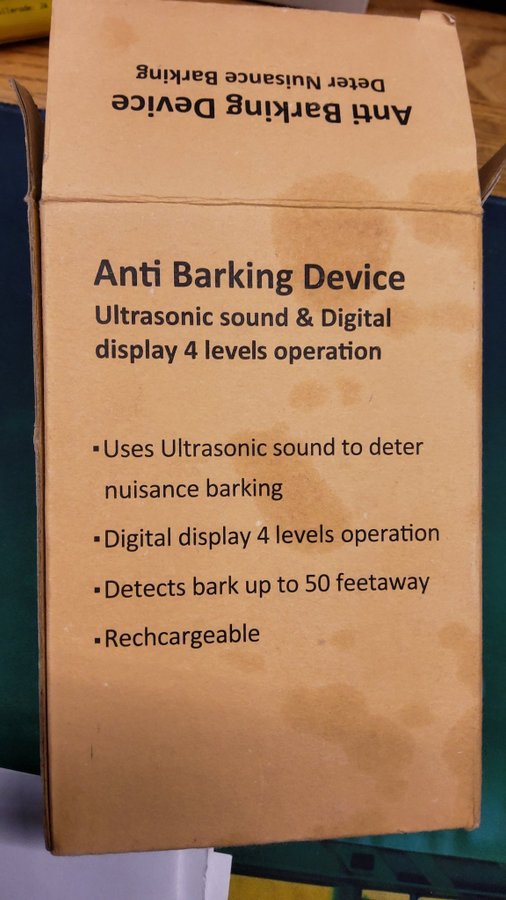 Anti Barking Device
Deter Nuisance Barking
Anti Barking Device
Ultrasonic sound & Digital
display 4 levels operation
▪Uses Ultrasonic sound to deter
nuisance barking
▪Digital display 4 levels operation
▪Detects bark up to 50 feetaway
▪Rechcargeable